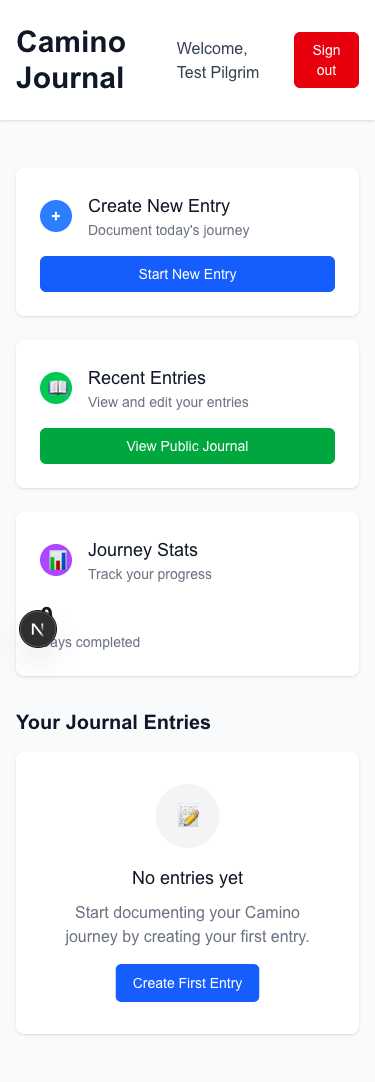 Camino
Journal
Welcome,
Test Pilgrim
Sign
out
+
Create New Entry
Document today's journey
Start New Entry
Recent Entries
View and edit your entries
View Public Journal
Journey Stats
Track your progress
N
completed
Your Journal Entries
No entries yet
Start documenting your Camino
journey by creating your first entry.
Create First Entry